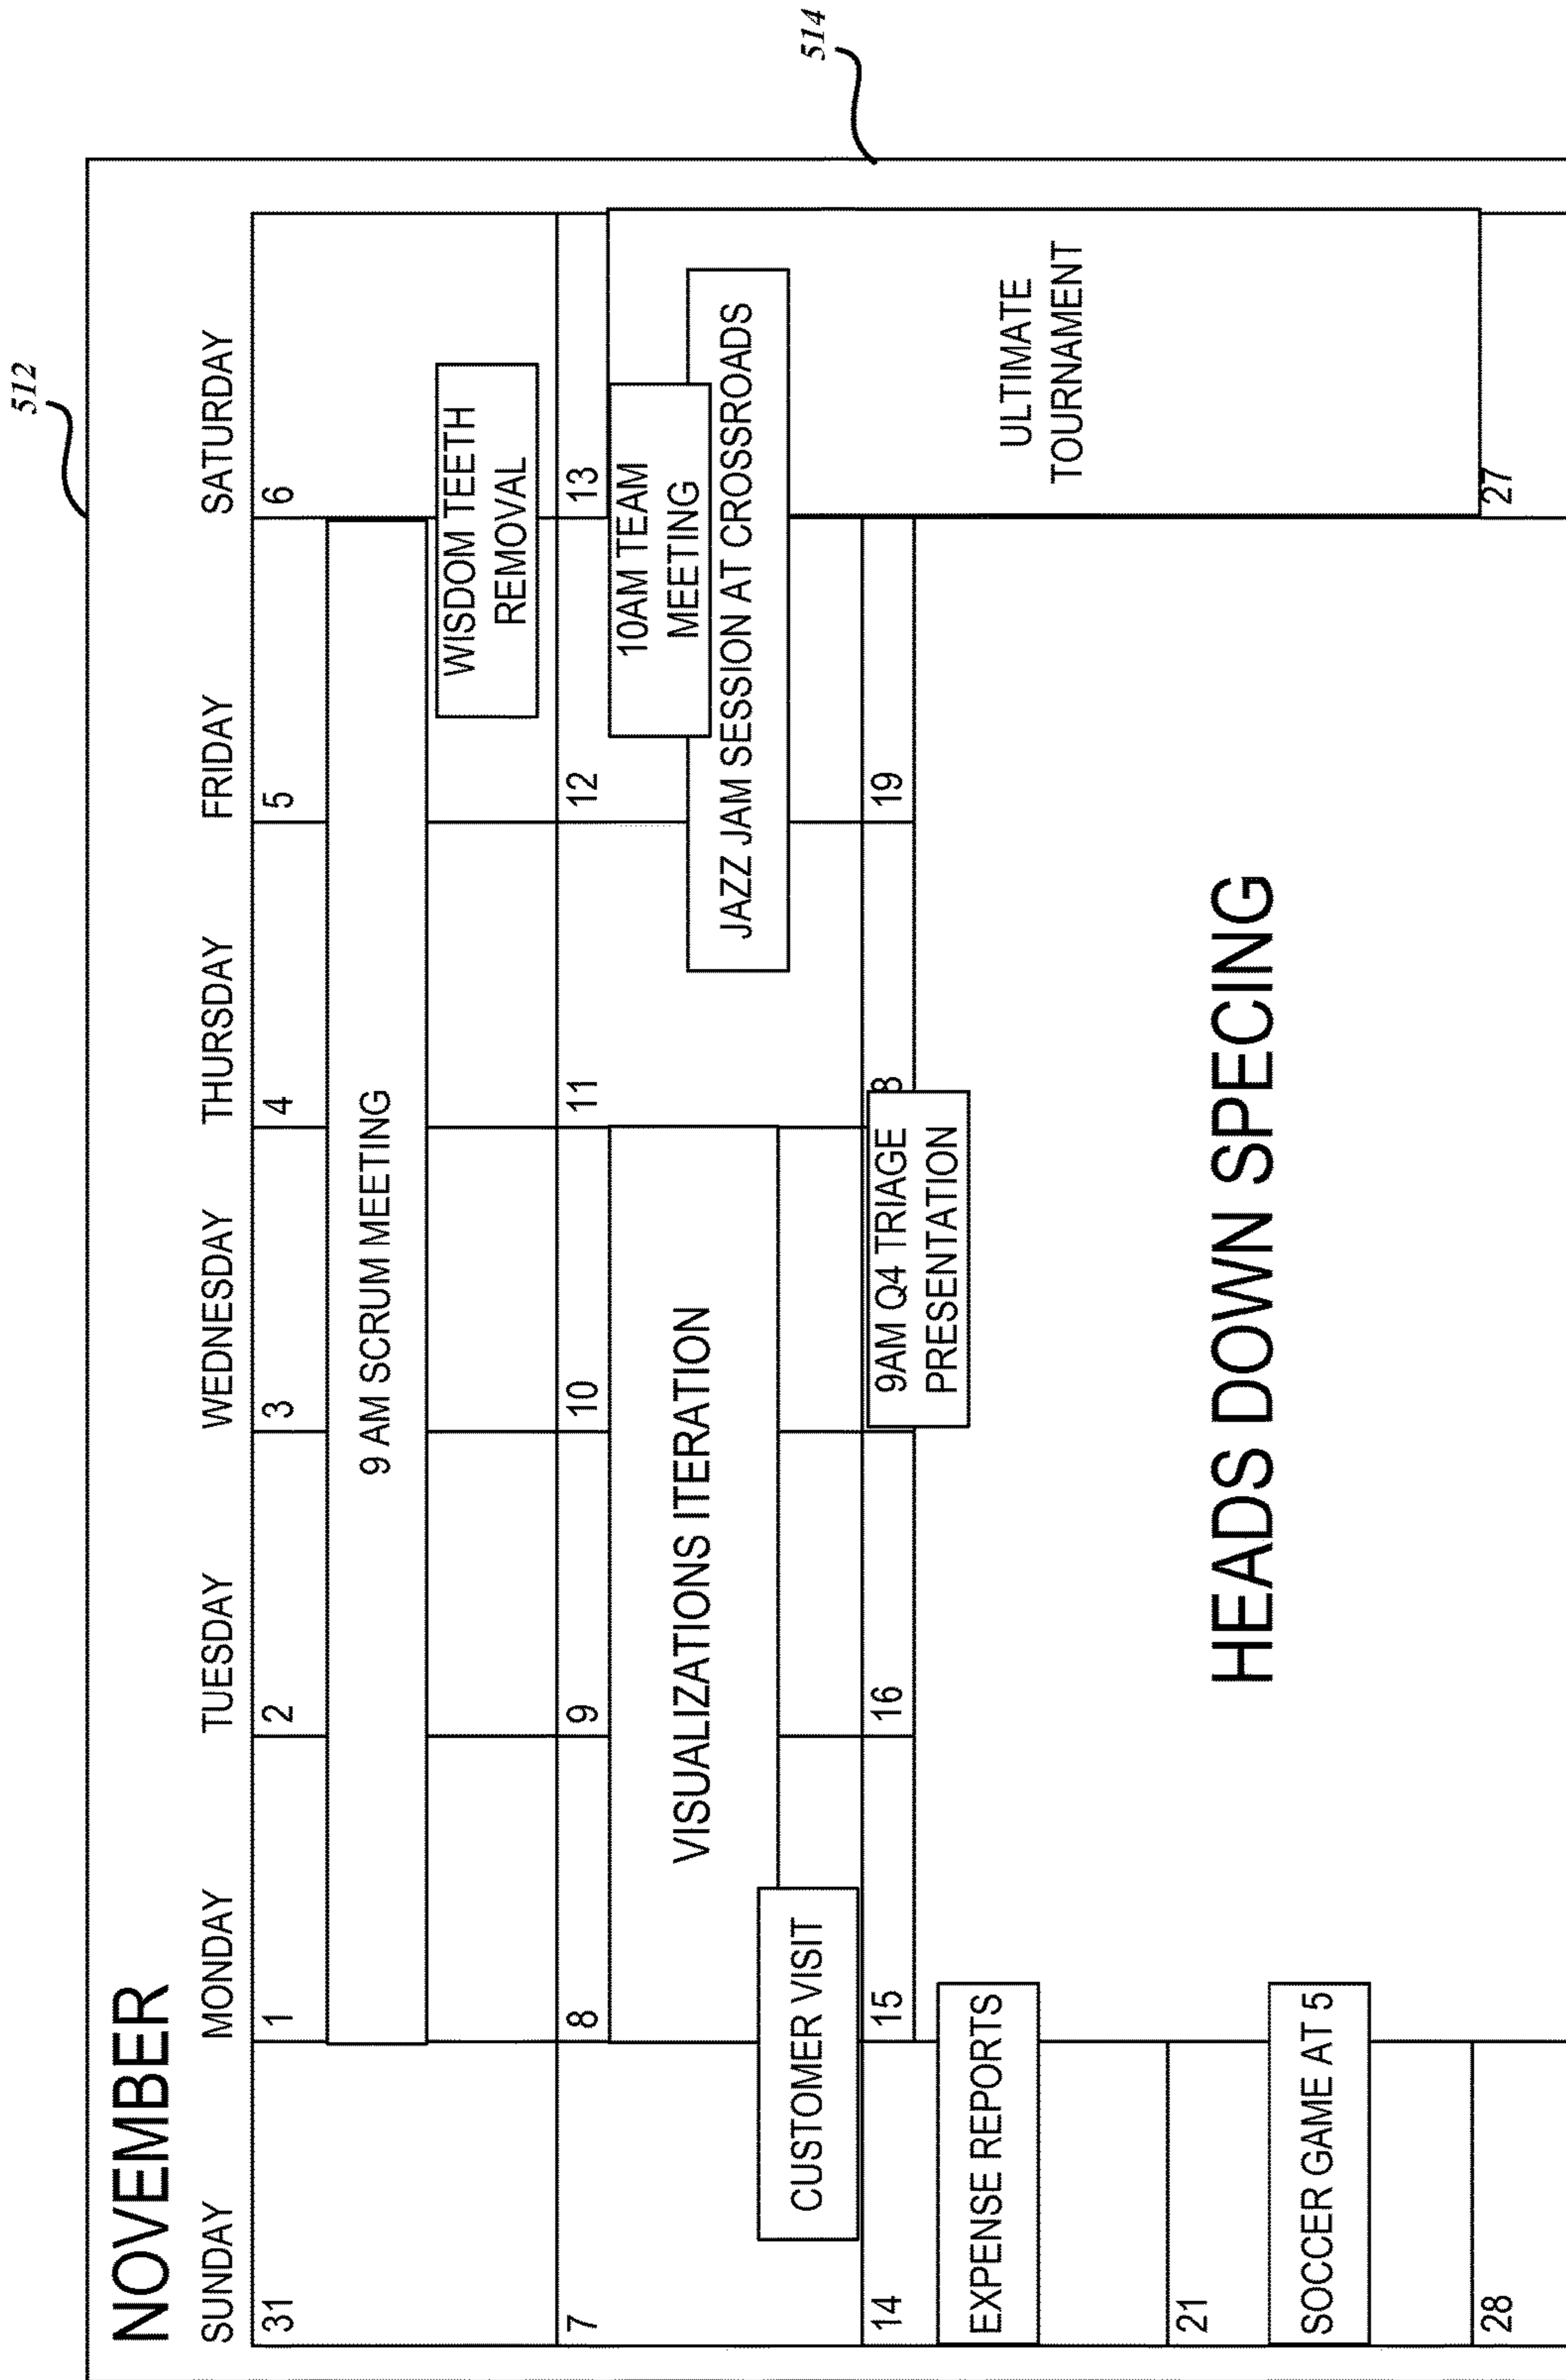 512
514
NOVEMBER
SUNDAY MONDAY TUESDAY WEDNESDAY THURSDAY FRIDAY SATURDAY
31 1 2 3 4 5 6
9 AM SCRUM MEETING
WISDOM TEETH
REMOVAL
7 8 9 10 11 12 13
VISUALIZATIONS ITERATION
10AM TEAM
MEETING
JAZZ JAM SESSION AT CROSSROADS
CUSTOMER VISIT
14 15 16 8 19
9AM Q4 TRIAGE
PRESENTATION
EXPENSE REPORTS
ULTIMATE
TOURNAMENT
21
HEADS DOWN SPECING
SOCCER GAME AT 5
28 27